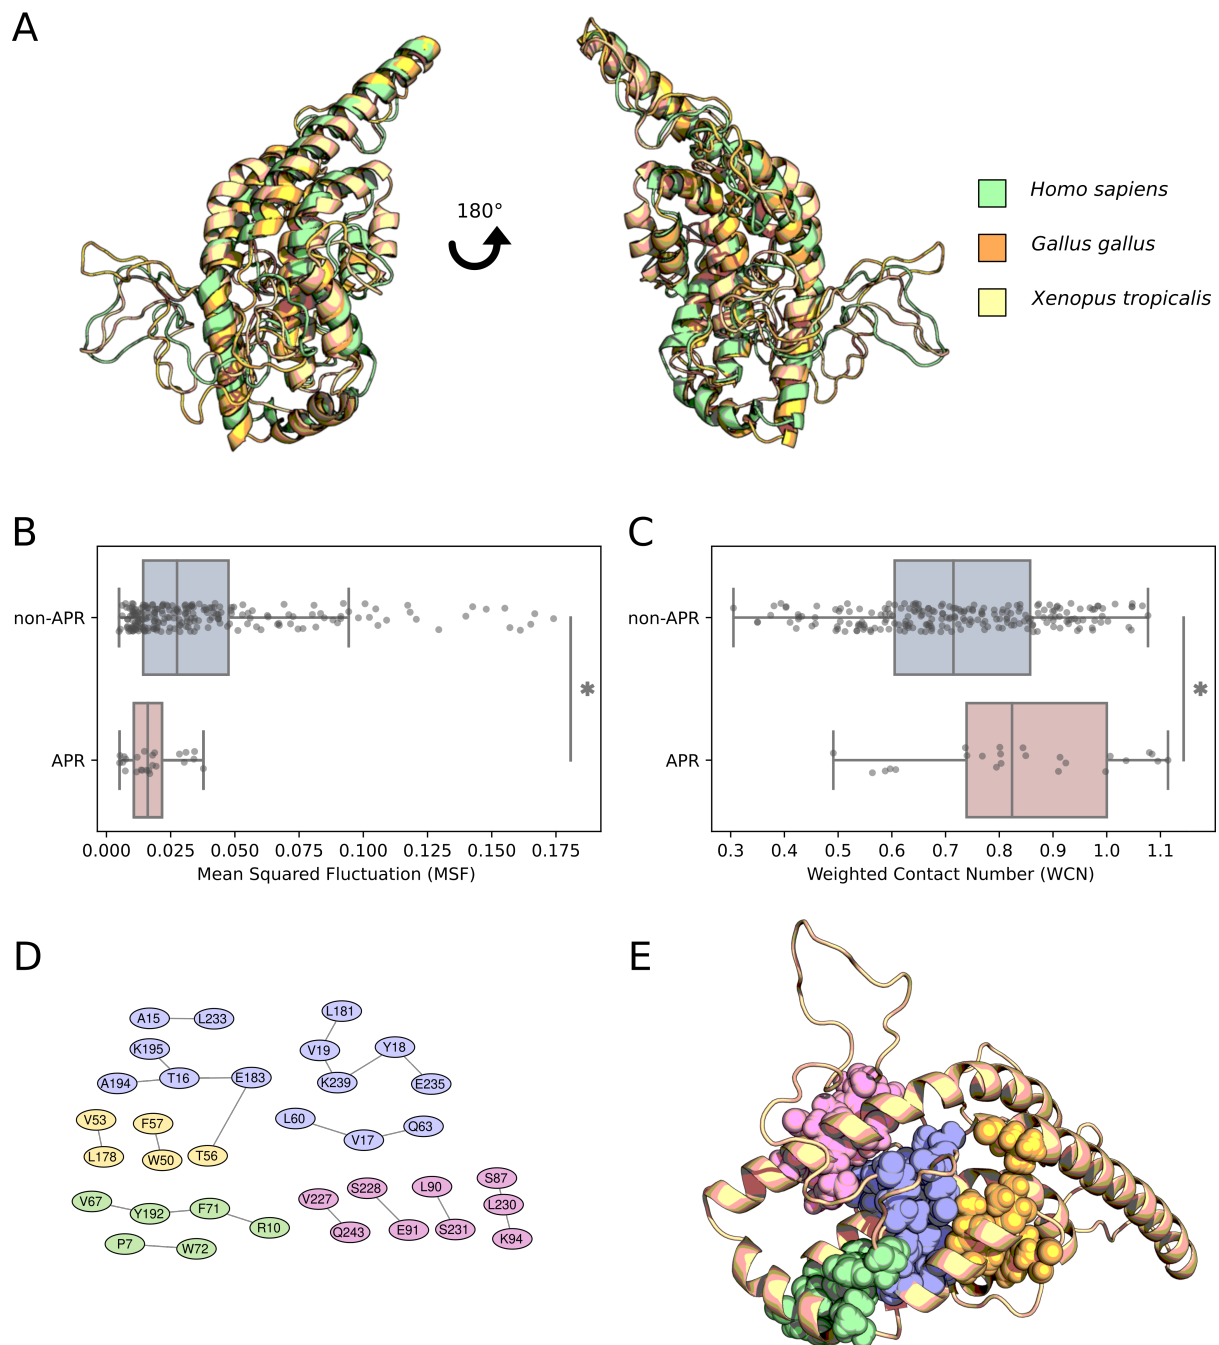 A
180°
Homo sapiens
Gallus gallus
Xenopus tropicalis
B
non-APR
APR
*
0.000 0.025 0.050 0.075 0.100 0.125 0.150 0.175
Mean Squared Fluctuation (MSF)
C
non-APR
APR
*
0.3 0.4 0.5 0.6 0.7 0.8 0.9 1.0 1.1
Weighted Contact Number (WCN)
D
A15 L233
K195
A194 T16 E183
V53 F57
L178 W50 T56
V67 Y192 F71 R10
P7 W72
L181
V19 Y18
K239 E235
L60 V17 Q63
V227 S228 L90 S87
Q243 E91 S231 L230
K94
E